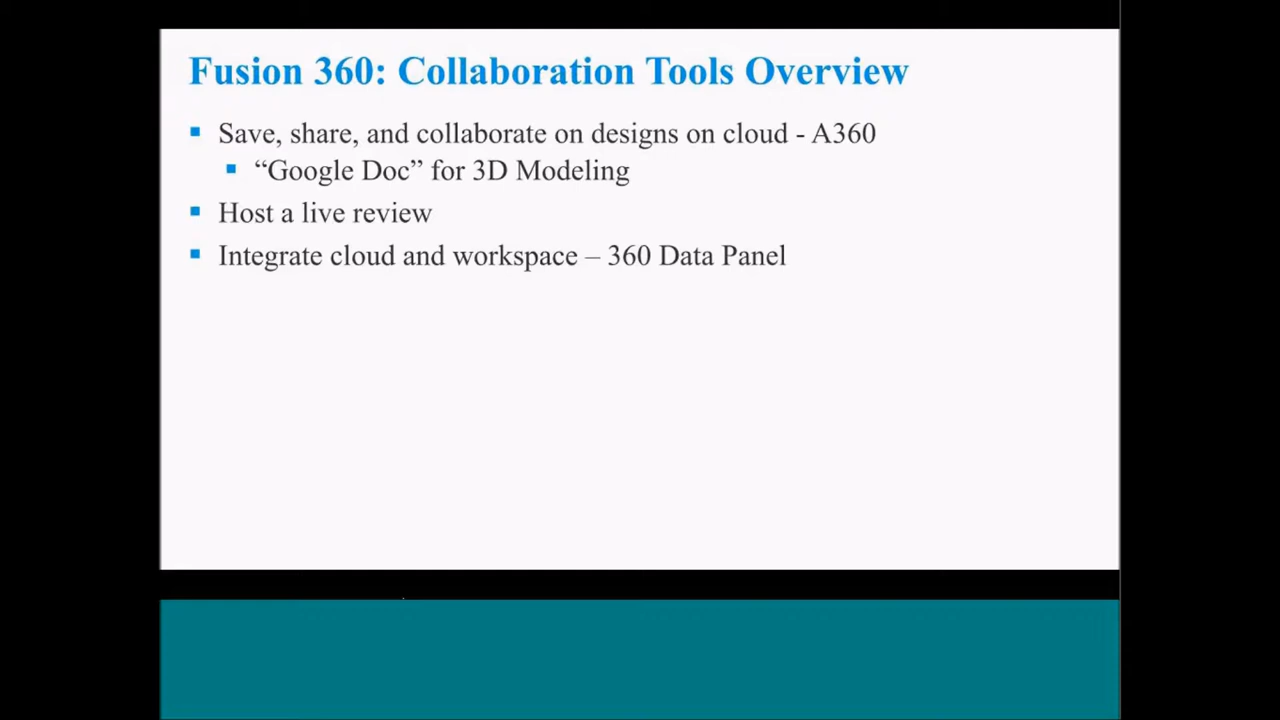 Fusion 360: Collaboration Tools Overview
Save, share, and collaborate on designs on cloud - A360
“Google Doc” for 3D Modeling
Host a live review
Integrate cloud and workspace – 360 Data Panel